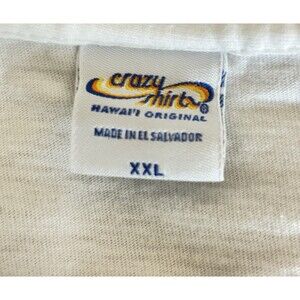 crazy
shirts®
HAWAI'I ORIGINAL
MADE IN EL SALVADOR
XXL